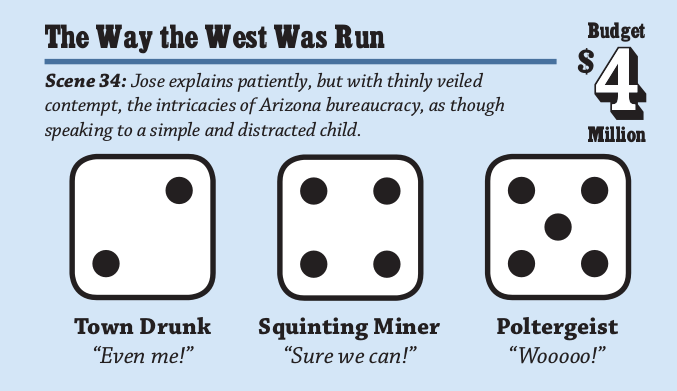 The Way the West Was Run
Budget
$4
Million
Scene 34: Jose explains patiently, but with thinly veiled
contempt, the intricacies of Arizona bureaucracy, as though
speaking to a simple and distracted child.
Town Drunk
“Even me!”
Squinting Miner
“Sure we can!”
Poltergeist
“Wooooo!”